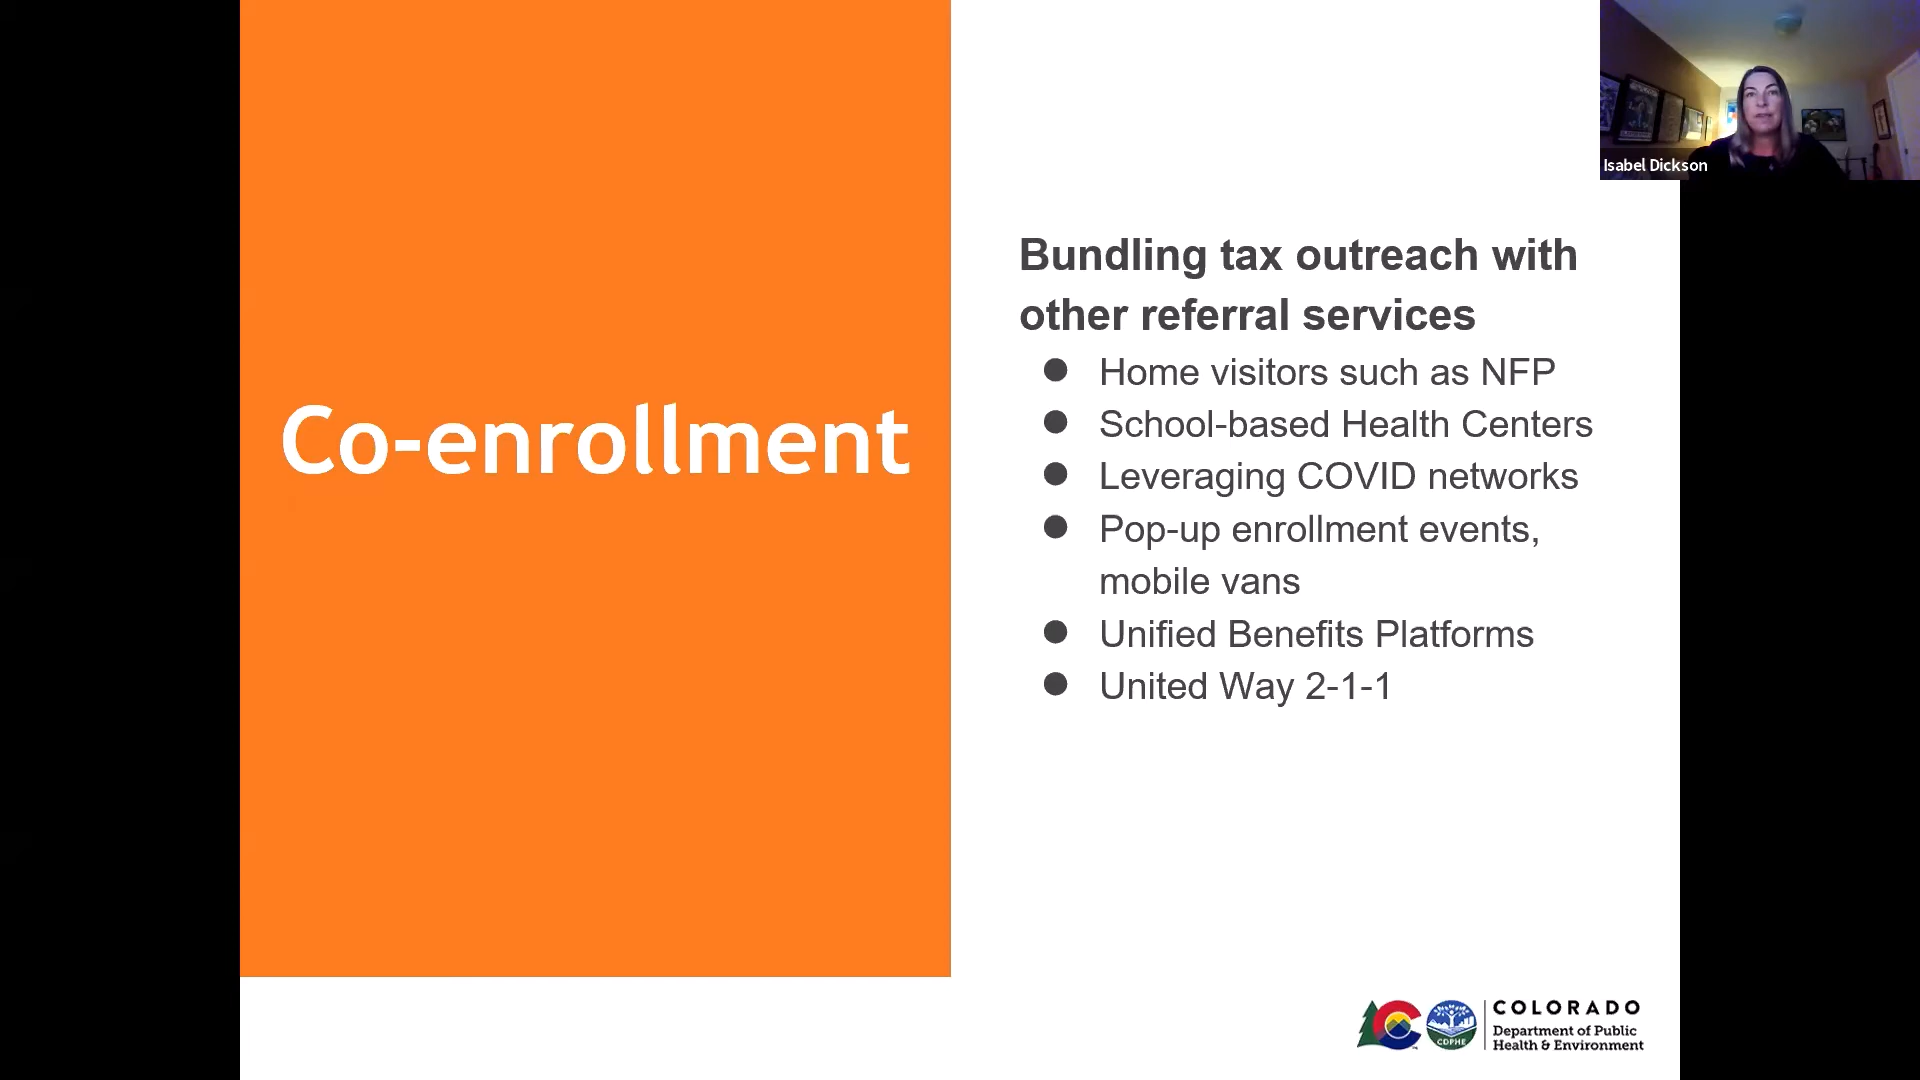 Isabel Dickson
Co-enrollment
Bundling tax outreach with
other referral services
● Home visitors such as NFP
● School-based Health Centers
● Leveraging COVID networks
● Pop-up enrollment events,
mobile vans
● Unified Benefits Platforms
● United Way 2-1-1
CDPHE
COLORADO
Department of Public
Health & Environment